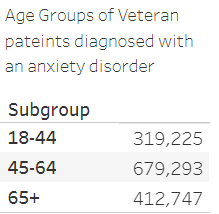 Age Groups of Veteran
pateints diagnosed with
an anxiety disorder
Subgroup
18-44 319,225
45-64 679,293
65+ 412,747